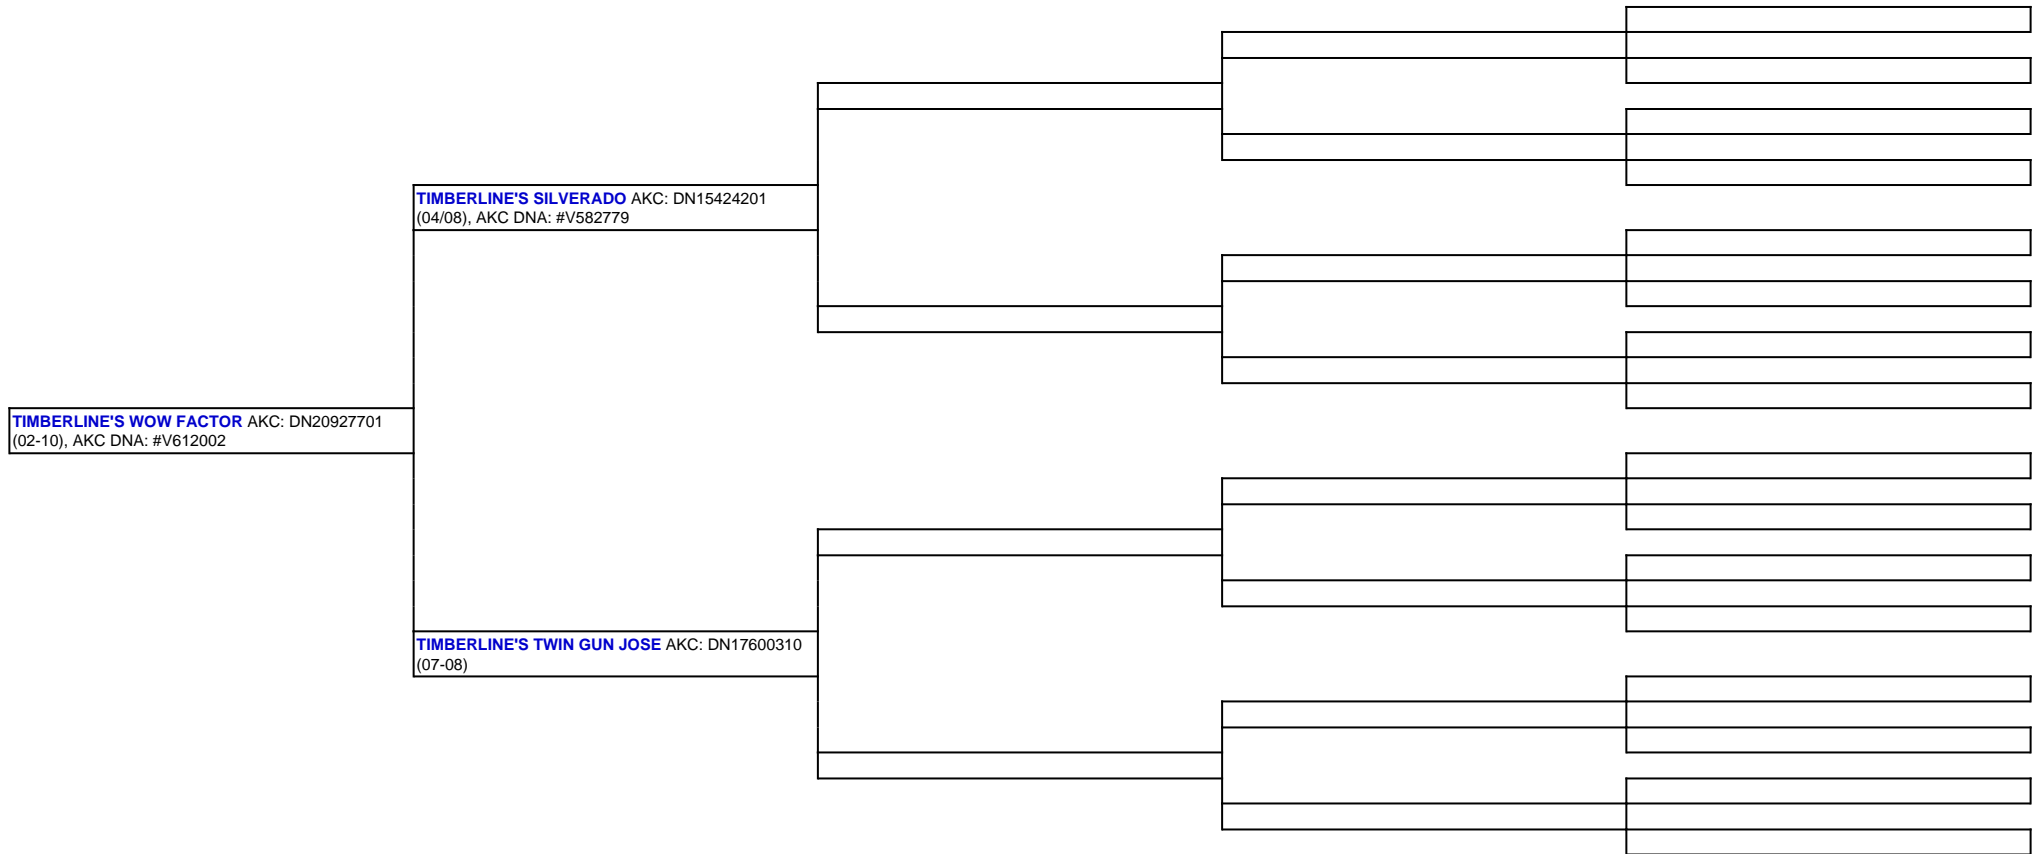 TIMBERLINE'S SILVERADO AKC: DN15424201
(04/08), AKC DNA: #V582779
TIMBERLINE'S WOW FACTOR AKC: DN20927701
(02-10), AKC DNA: #V612002
TIMBERLINE'S TWIN GUN JOSE AKC: DN17600310
(07-08)